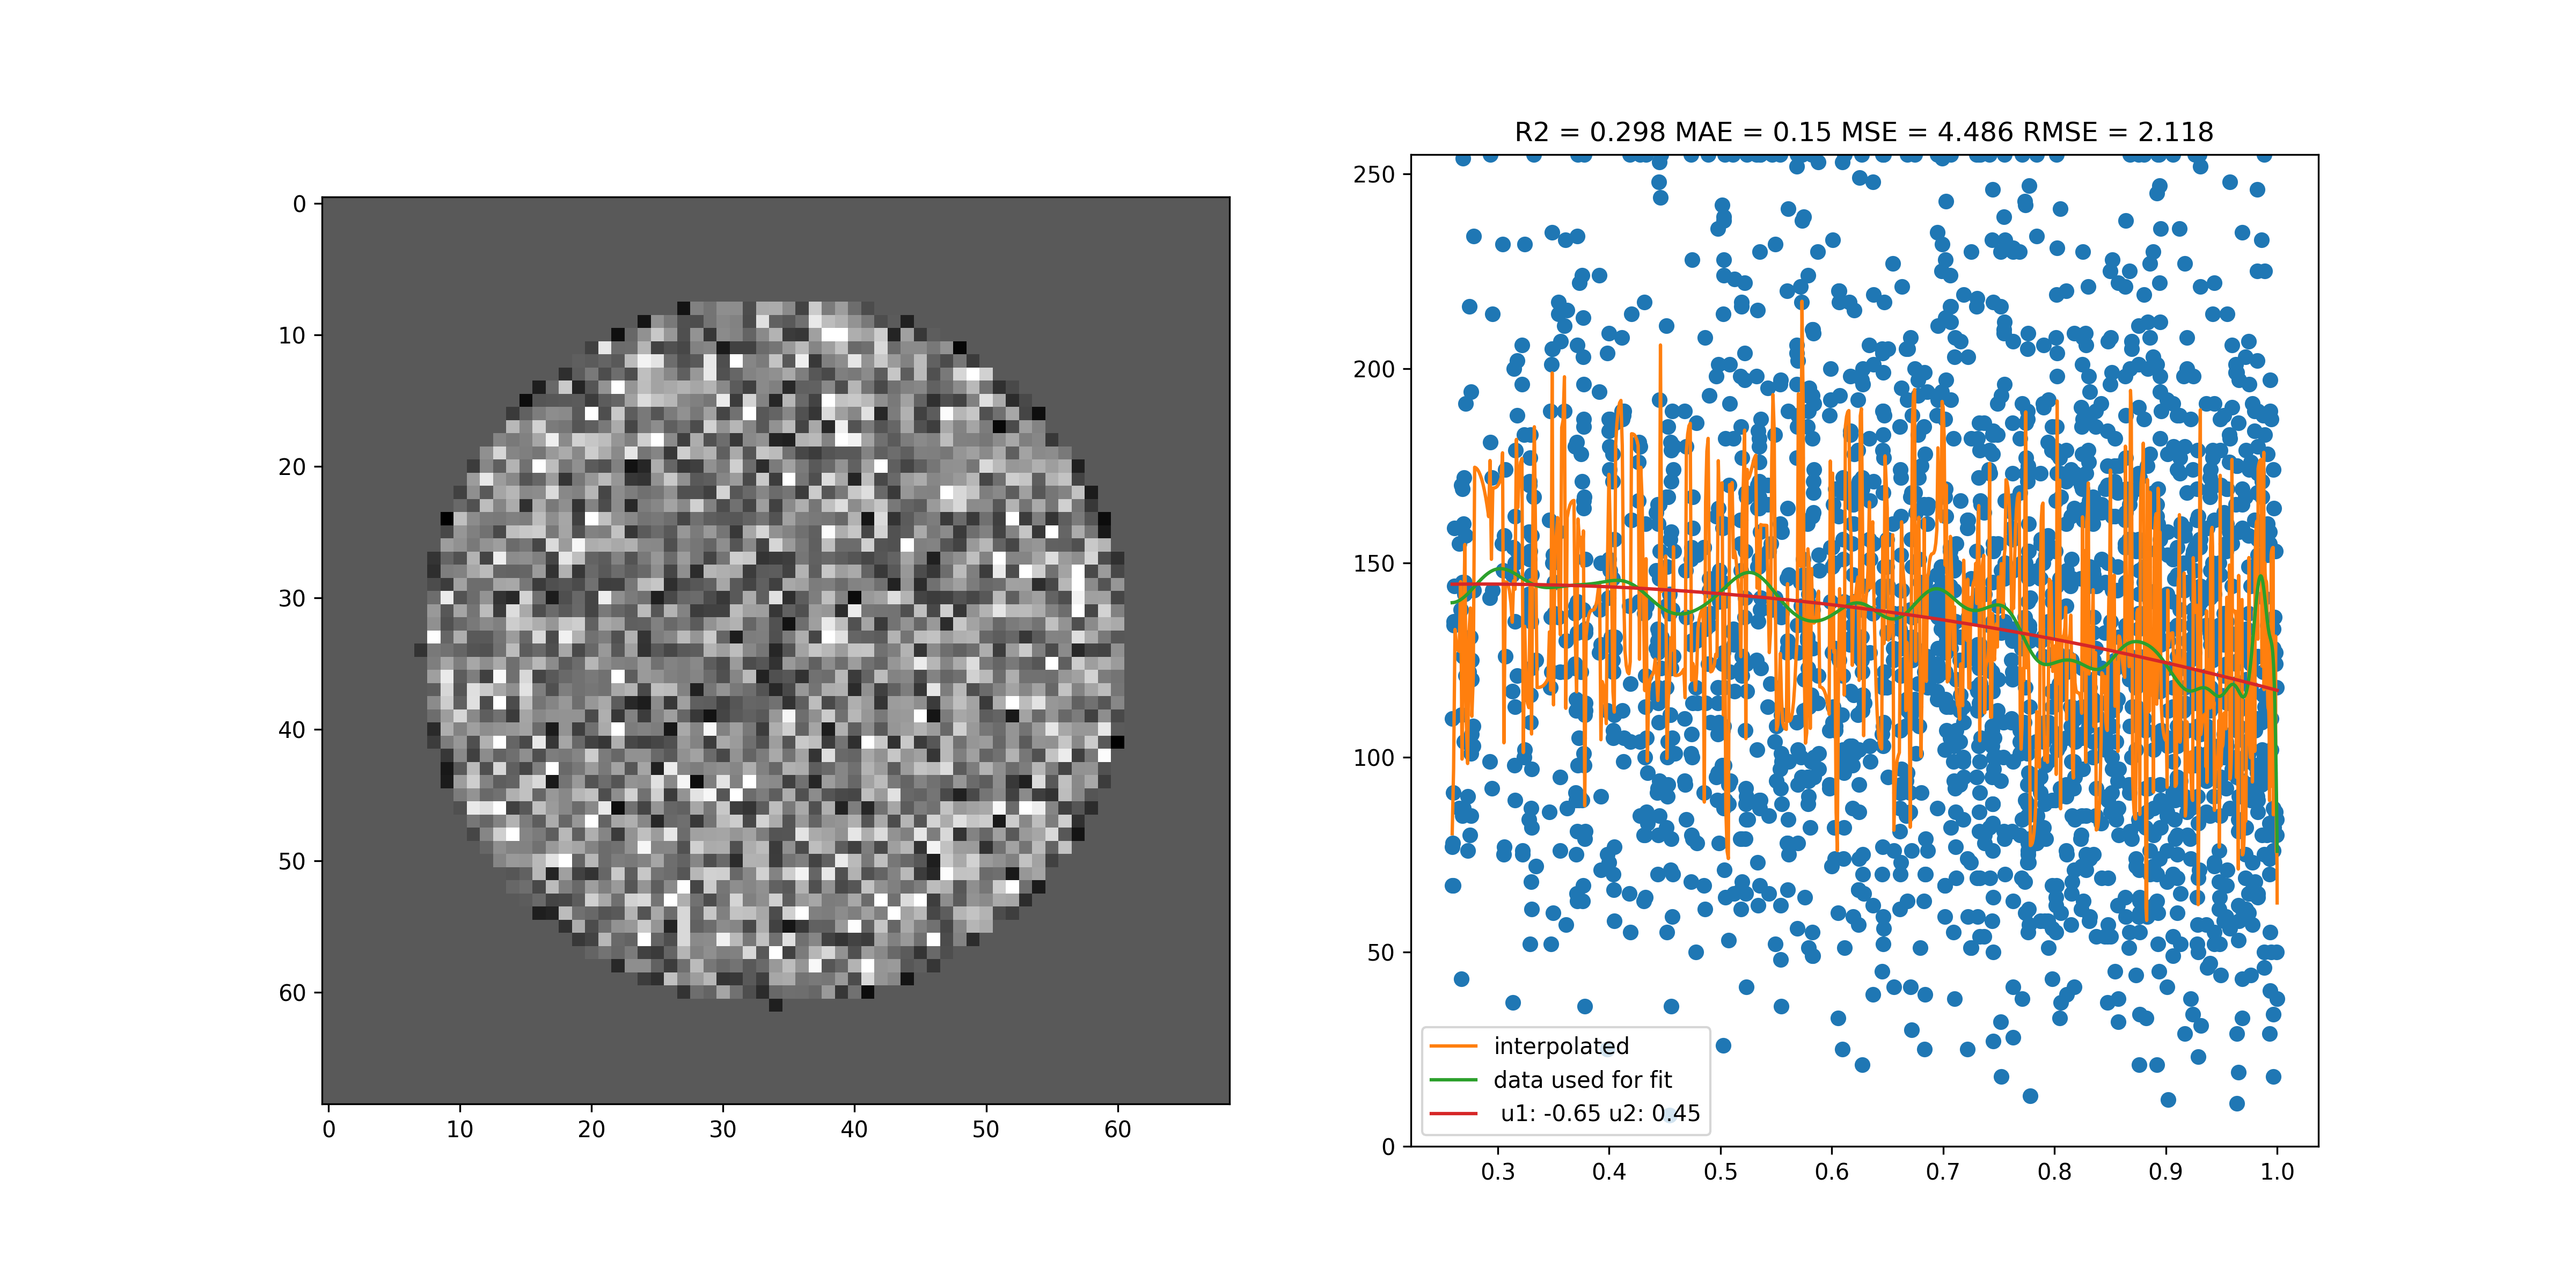 R2 = 0.298 MAE = 0.15 MSE = 4.486 RMSE = 2.118
0
10
20
30
40
50
60
0 10 20 30 40 50 60
250
200
150
100
50
0
interpolated
data used for fit
u1: -0.65 u2: 0.45
0.3 0.4 0.5 0.6 0.7 0.8 0.9 1.0